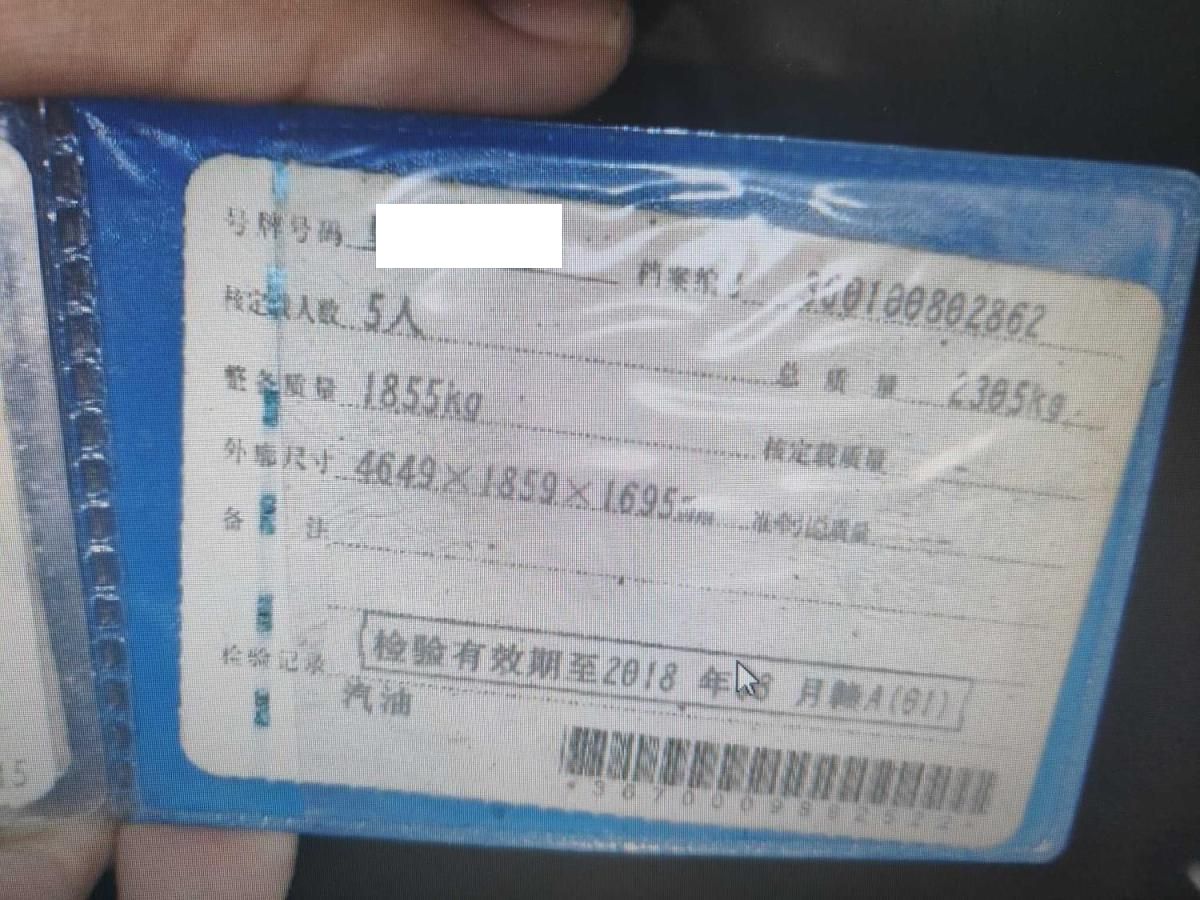 号牌号码
档案编号 360100802862
核定载人数 5人
总质量 2305kg
整备质量 1855kg
核定载质量 --
外廓尺寸 4649×1859×1695mm
准牵引总质量 --
备注
检验记录 检验有效期至2018 年 8 月赣A(01)
汽油
15